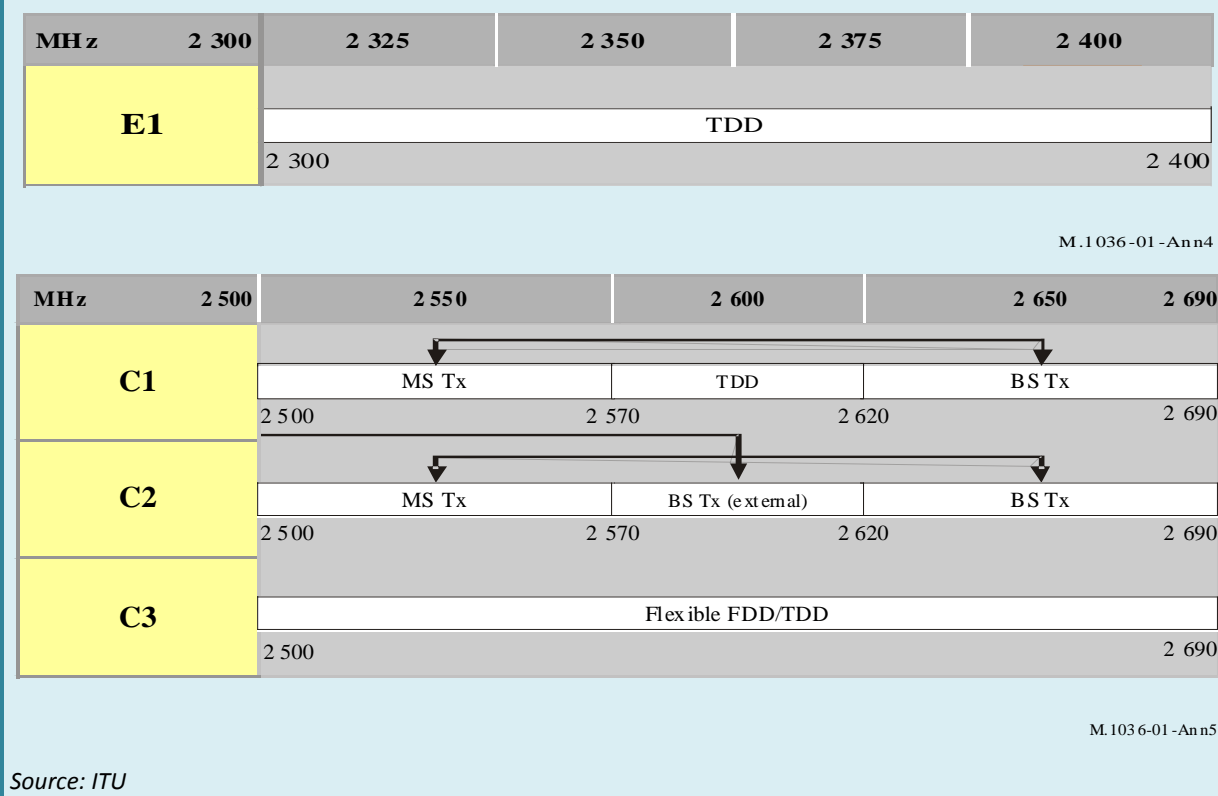 MHz 2 300 2 325 2 350 2 375 2 400
E1 TDD
2 300 2 400
M.1036-01-Ann4
MHz 2 500 2 550 2 600 2 650 2 690
C1 MS Tx TDD BS Tx
2 500 2 570 2 620 2 690
C2 MS Tx BS Tx (external) BS Tx
2 500 2 570 2 620 2 690
C3 Flexible FDD/TDD
2 500 2 690
M.1036-01-Ann5
Source: ITU